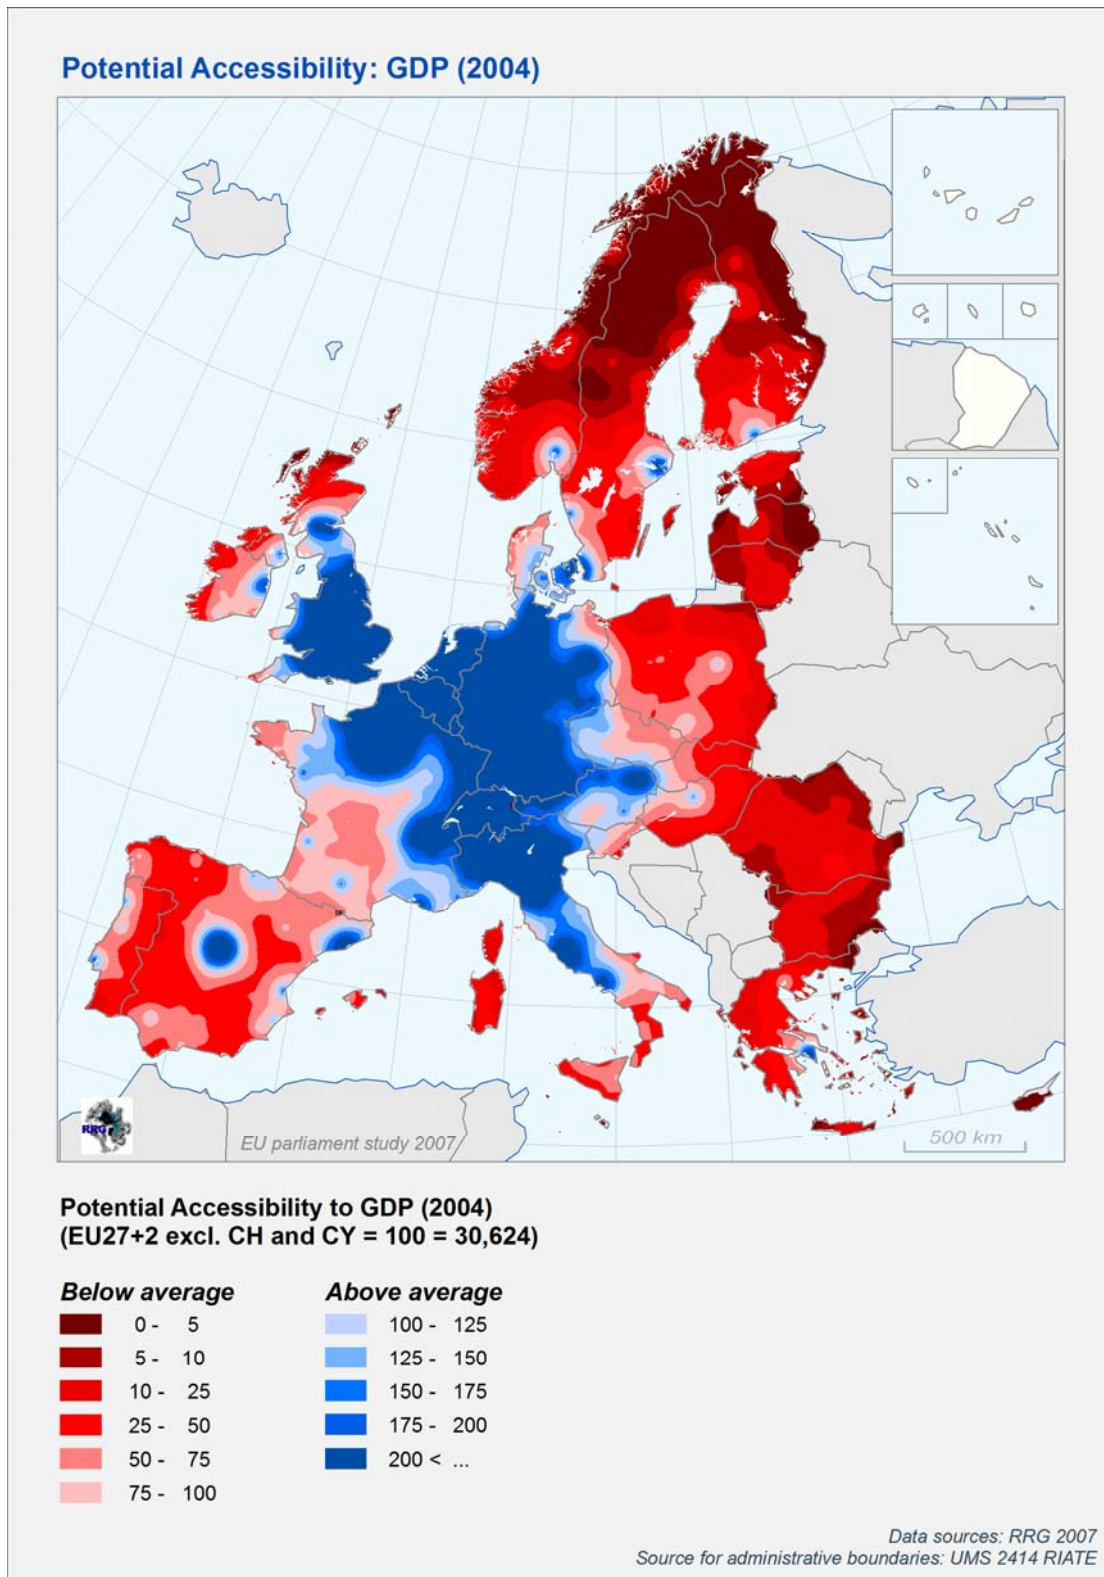 Potential Accessibility: GDP (2004)
RRG
EU parliament study 2007
500 km
Potential Accessibility to GDP (2004)
(EU27+2 excl. CH and CY = 100 = 30,624)
Below average
0 - 5
5 - 10
10 - 25
25 - 50
50 - 75
75 - 100
Above average
100 - 125
125 - 150
150 - 175
175 - 200
200 < ...
Data sources: RRG 2007
Source for administrative boundaries: UMS 2414 RIATE